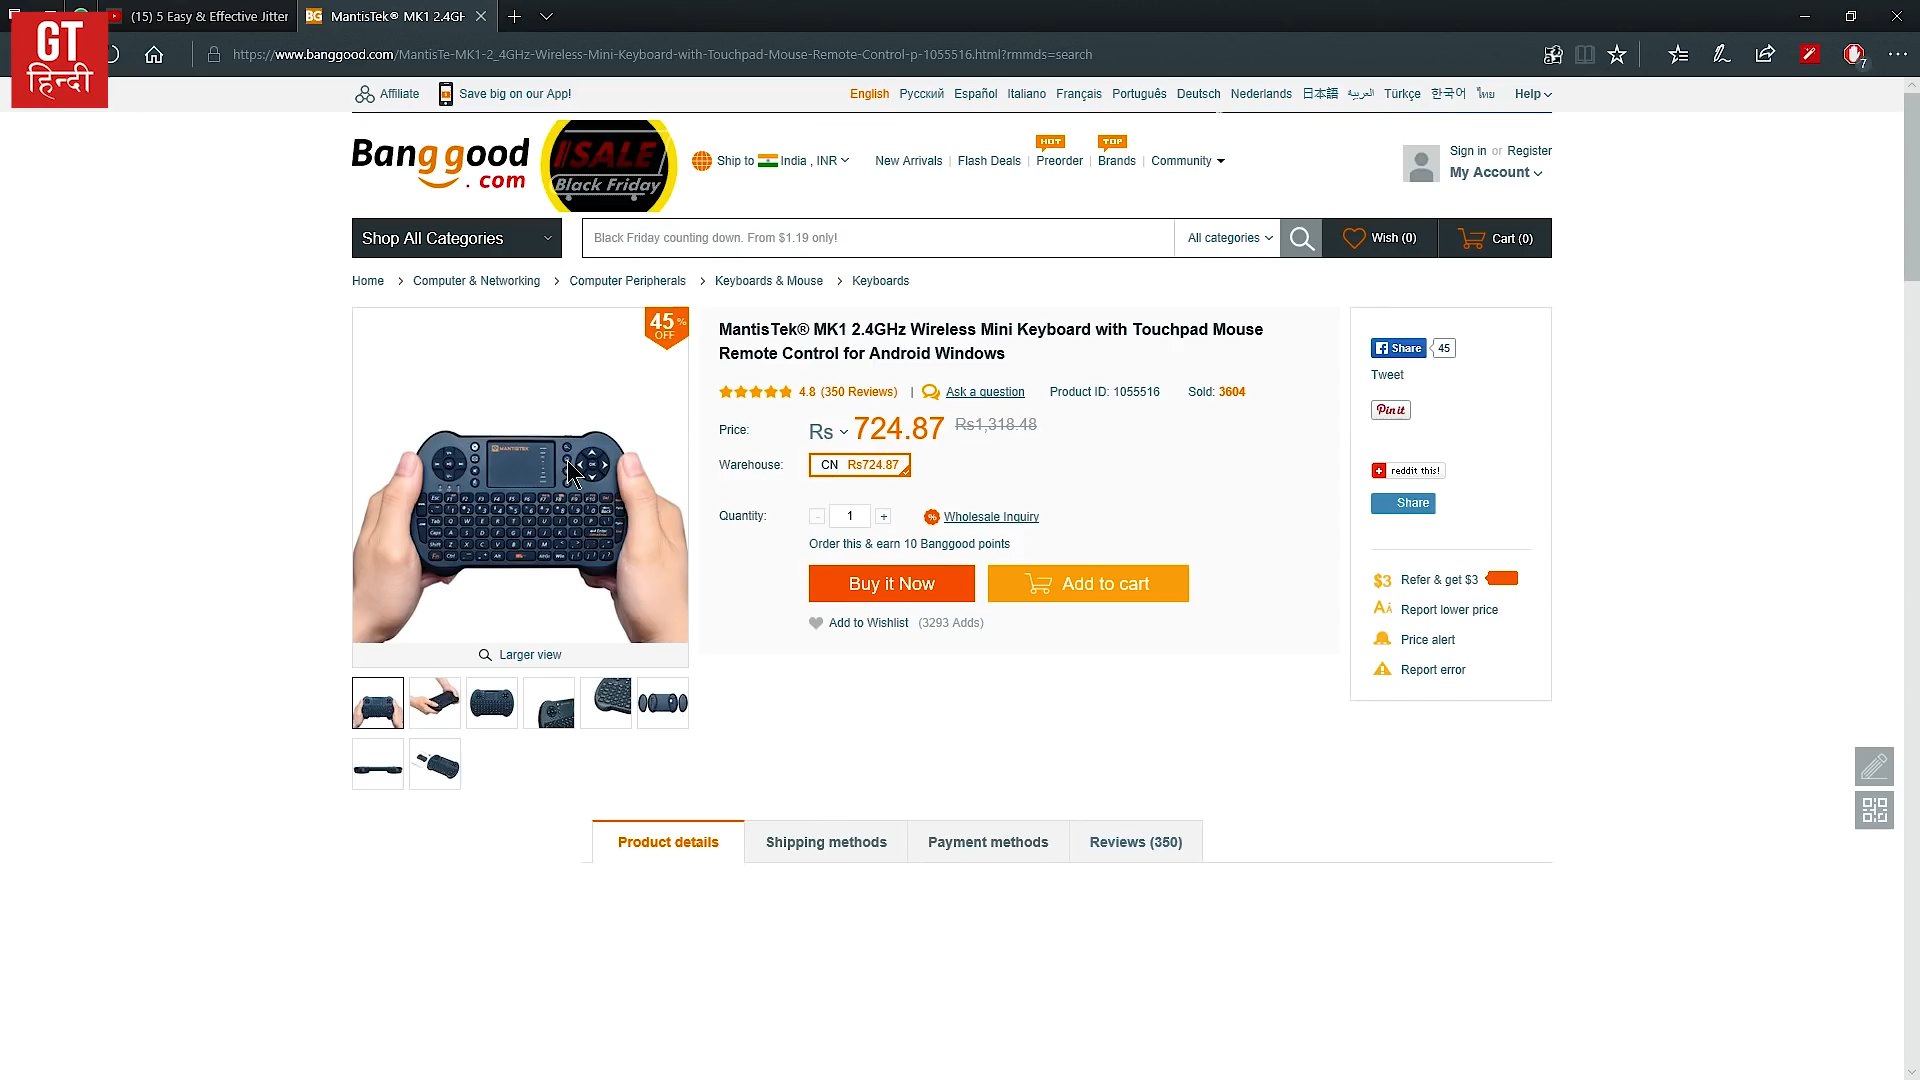 GT
हिन्दी
(15) 5 Easy & Effective Jitter
BG MantisTek® MK1 2.4GH
https://www.banggood.com/MantisTe-MK1-2_4GHz-Wireless-Mini-Keyboard-with-Touchpad-Mouse-Remote-Control-p-1055516.html?rmmds=search
7
Affiliate
Save big on our App!
English Русский Español Italiano Français Português Deutsch Nederlands 日本語 العربية Türkçe 한국어 ไทย Help
Banggood.com
SALE
Black Friday
Ship to India , INR
New Arrivals | Flash Deals | Preorder | Brands | Community
HOT
TOP
Sign in or Register
My Account
Shop All Categories
Black Friday counting down. From $1.19 only!
All categories
Wish (0)
Cart (0)
Home > Computer & Networking > Computer Peripherals > Keyboards & Mouse > Keyboards
45% OFF
MANTISTEK
Larger view
MantisTek® MK1 2.4GHz Wireless Mini Keyboard with Touchpad Mouse
Remote Control for Android Windows
4.8 (350 Reviews) | Ask a question Product ID: 1055516 Sold: 3604
Price: Rs 724.87 Rs1,318.48
Warehouse: CN Rs724.87
Quantity: - 1 + % Wholesale Inquiry
Order this & earn 10 Banggood points
Buy it Now
Add to cart
Add to Wishlist (3293 Adds)
Share 45
Tweet
Pin it
reddit this!
Share
$3 Refer & get $3
Report lower price
Price alert
Report error
Product details
Shipping methods
Payment methods
Reviews (350)